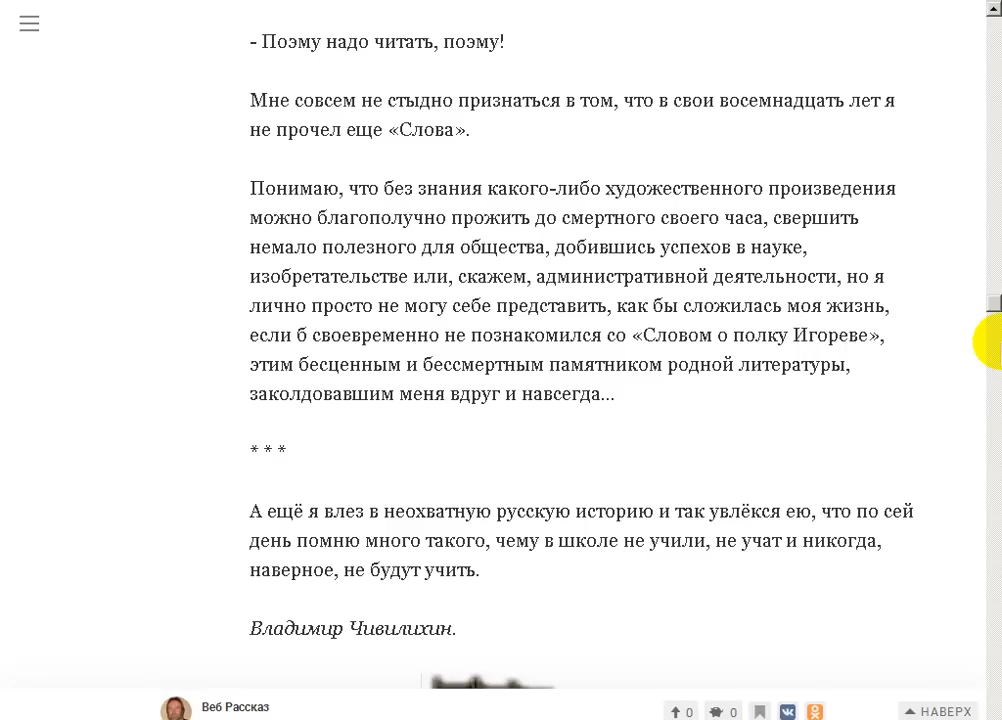 - Поэму надо читать, поэму!
Мне совсем не стыдно признаться в том, что в свои восемнадцать лет я
не прочел еще «Слова».
Понимаю, что без знания какого-либо художественного произведения
можно благополучно прожить до смертного своего часа, свершить
немало полезного для общества, добившись успехов в науке,
изобретательстве или, скажем, административной деятельности, но я
лично просто не могу себе представить, как бы сложилась моя жизнь,
если б своевременно не познакомился со «Словом о полку Игореве»,
этим бесценным и бессмертным памятником родной литературы,
заколдовавшим меня вдруг и навсегда...
* * *
А ещё я влез в неохватную русскую историю и так увлёкся ею, что по сей
день помню много такого, чему в школе не учили, не учат и никогда,
наверное, не будут учить.
Владимир Чивилихин.
Веб Рассказ
0 0 НАВЕРХ